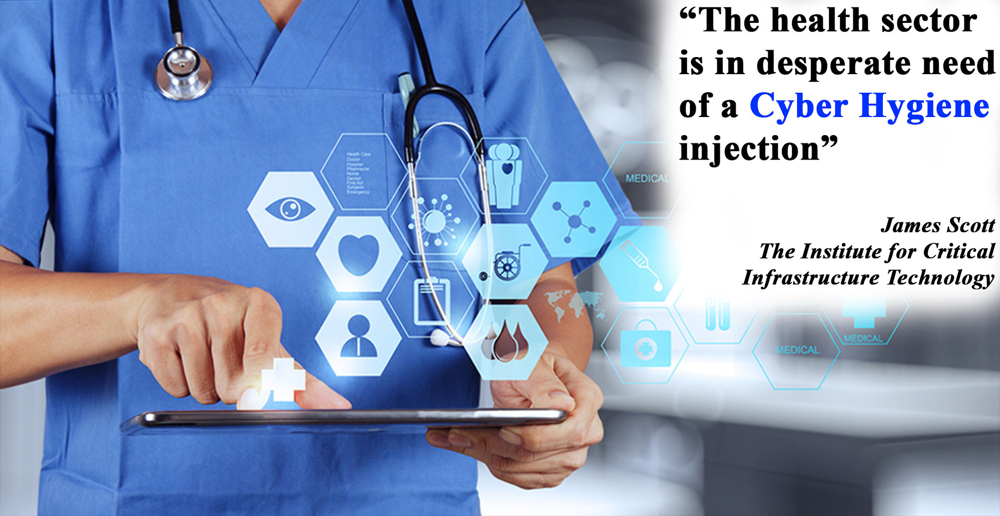 “The health sector
is in desperate need
of a Cyber Hygiene
injection”
James Scott
The Institute for Critical
Infrastructure Technology
Health Care
Doctor
Hospital
Pharmacist
Nurse
Dentist
First Aid
Surgeon
Emergency
MEDICAL
MEDICAL
MEDICAL